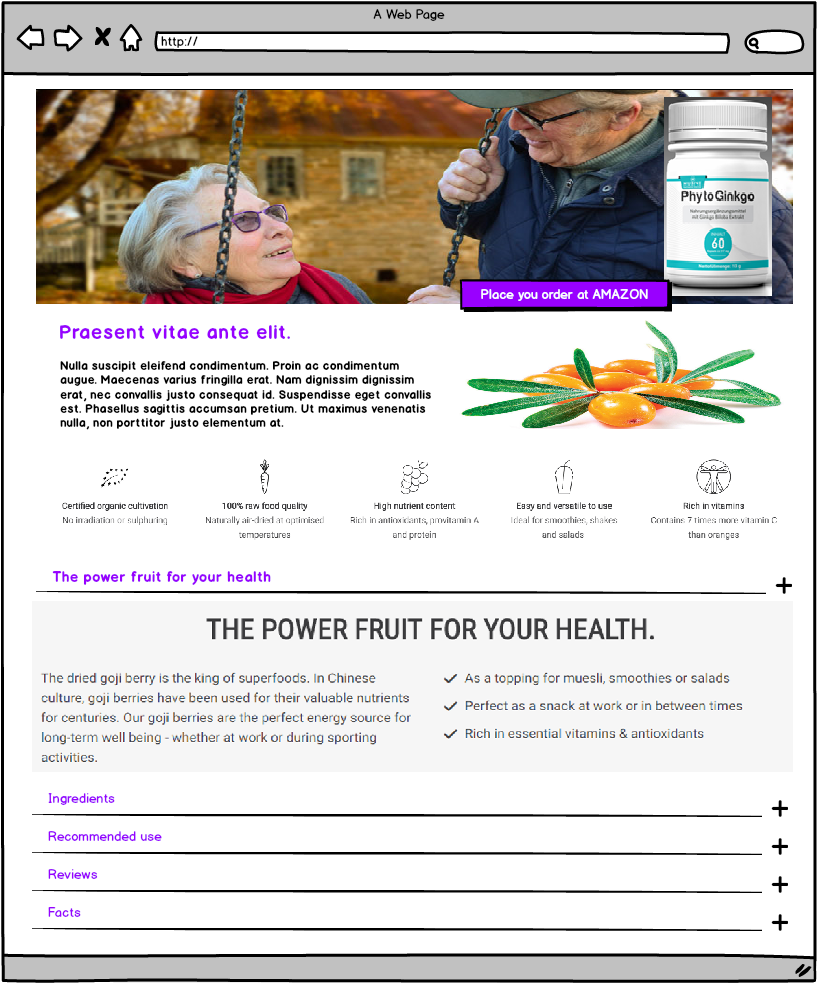 A Web Page
http://
PhytoGinkgo
Nahrungsergänzungsmittel
mit Ginkgo Biloba Extrakt
60
Place you order at AMAZON
Praesent vitae ante elit.
Nulla suscipit eleifend condimentum. Proin ac condimentum
augue. Maecenas varius fringilla erat. Nam dignissim dignissim
erat, nec convallis justo consequat id. Suspendisse eget convallis
est. Phasellus sagittis accumsan pretium. Ut maximus venenatis
nulla, non porttitor justo elementum at.
Certified organic cultivation
No irradiation or sulphuring
100% raw food quality
Naturally air-dried at optimised
temperatures
High nutrient content
Rich in antioxidants, provitamin A
and protein
Easy and versatile to use
Ideal for smoothies, shakes
and salads
Rich in vitamins
Contains 7 times more vitamin C
than oranges
The power fruit for your health
THE POWER FRUIT FOR YOUR HEALTH.
The dried goji berry is the king of superfoods. In Chinese
culture, goji berries have been used for their valuable nutrients
for centuries. Our goji berries are the perfect energy source for
long-term well being - whether at work or during sporting
activities.
As a topping for muesli, smoothies or salads
Perfect as a snack at work or in between times
Rich in essential vitamins & antioxidants
Ingredients
Recommended use
Reviews
Facts